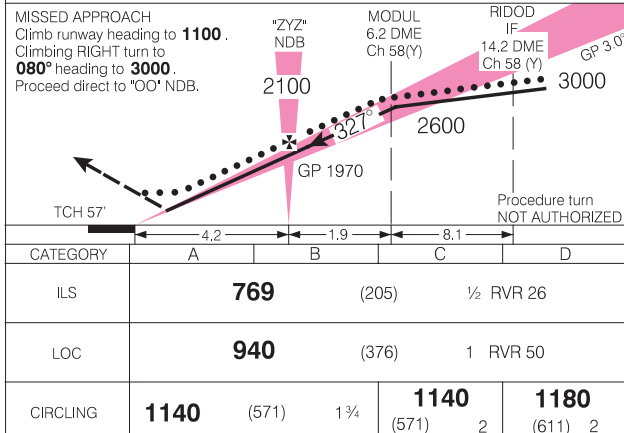 MISSED APPROACH
Climb runway heading to 1100.
Climbing RIGHT turn to
080° heading to 3000.
Proceed direct to "OO" NDB.
"ZYZ"
NDB
2100
MODUL
6.2 DME
Ch 58(Y)
RIDOD
IF
14.2 DME
Ch 58 (Y)
GP 3.0°
3000
327°
2600
GP 1970
TCH 57'
Procedure turn
NOT AUTHORIZED
4.2 1.9 8.1
CATEGORY A B C D
ILS 769 (205) ½ RVR 26
LOC 940 (376) 1 RVR 50
CIRCLING 1140 (571) 1¾ 1140 (571) 2 1180 (611) 2